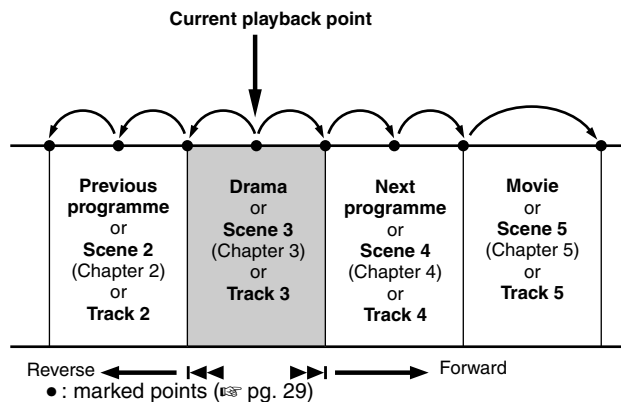 Current playback point
Previous
programme
or
Scene 2
(Chapter 2)
or
Track 2
Drama
or
Scene 3
(Chapter 3)
or
Track 3
Next
programme
or
Scene 4
(Chapter 4)
or
Track 4
Movie
or
Scene 5
(Chapter 5)
or
Track 5
Reverse
Forward
● : marked points (☞ pg. 29)